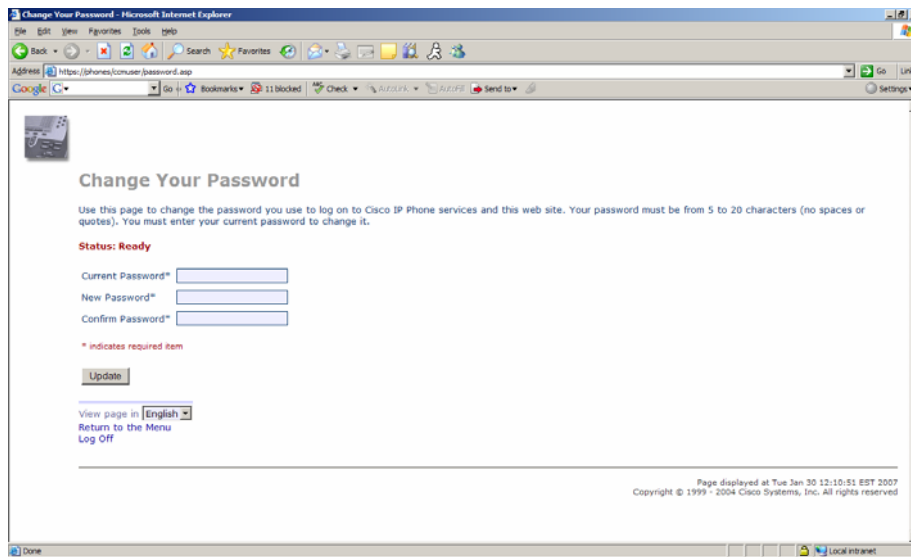 Change Your Password - Microsoft Internet Explorer
File Edit View Favorites Tools Help
Back Search Favorites
Address https://phones/ccmuser/password.asp Go Lin
Google G Go Bookmarks 11 blocked Check AutoLink AutoFill Send to Settings
Change Your Password
Use this page to change the password you use to log on to Cisco IP Phone services and this web site. Your password must be from 5 to 20 characters (no spaces or
quotes). You must enter your current password to change it.
Status: Ready
Current Password*
New Password*
Confirm Password*
* indicates required item
Update
View page in English
Return to the Menu
Log Off
Page displayed at Tue Jan 30 12:10:51 EST 2007
Copyright © 1999 - 2004 Cisco Systems, Inc. All rights reserved
Done Local intranet